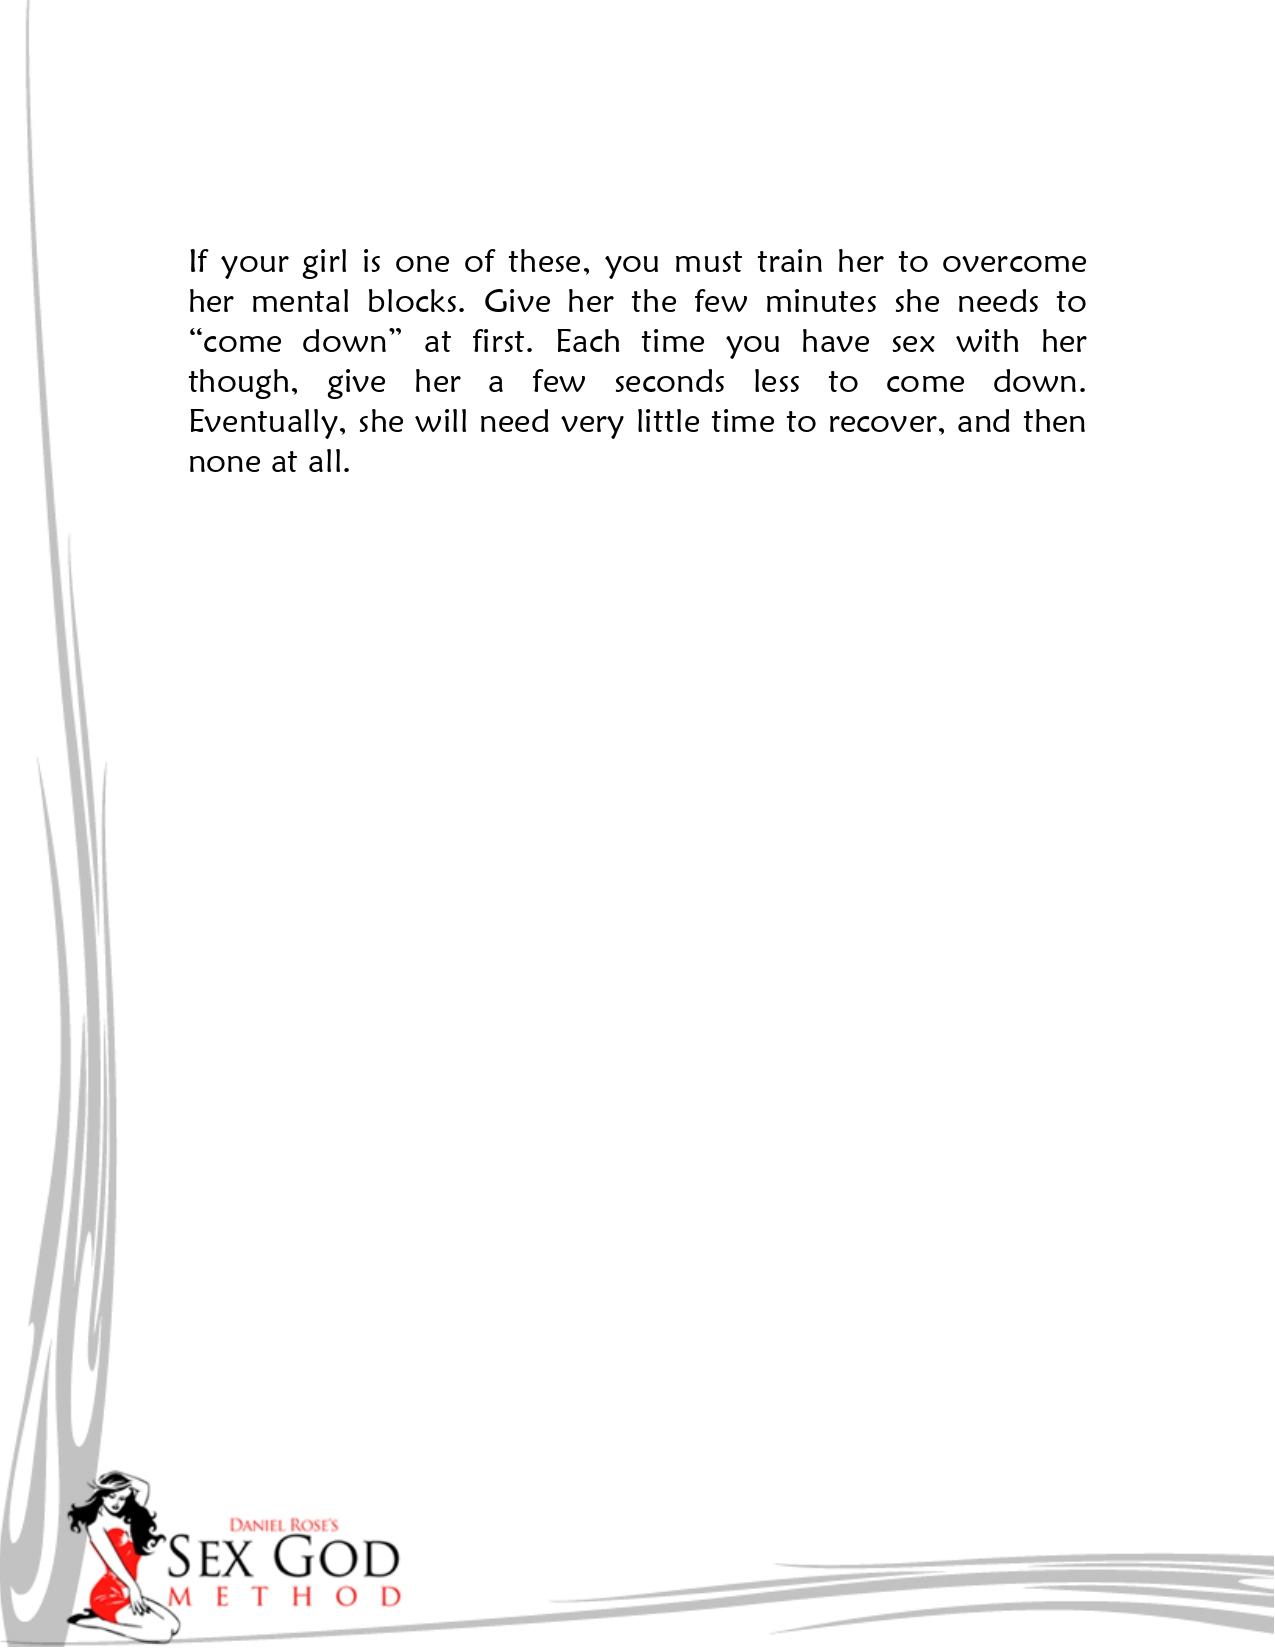 If your girl is one of these, you must train her to overcome
her mental blocks. Give her the few minutes she needs to
“come down” at first. Each time you have sex with her
though, give her a few seconds less to come down.
Eventually, she will need very little time to recover, and then
none at all.
DANIEL ROSE'S
SEX GOD
METHOD